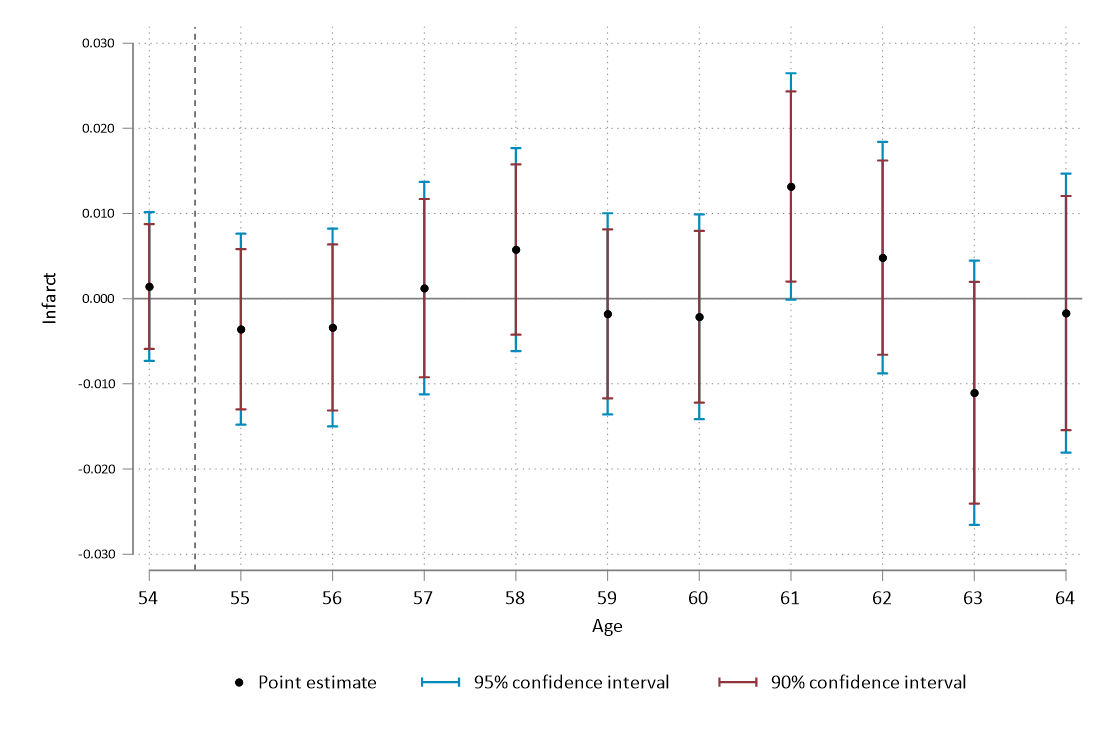 0.030
0.020
0.010
0.000
-0.010
-0.020
-0.030
Infarct
54 55 56 57 58 59 60 61 62 63 64
Age
Point estimate 95% confidence interval 90% confidence interval